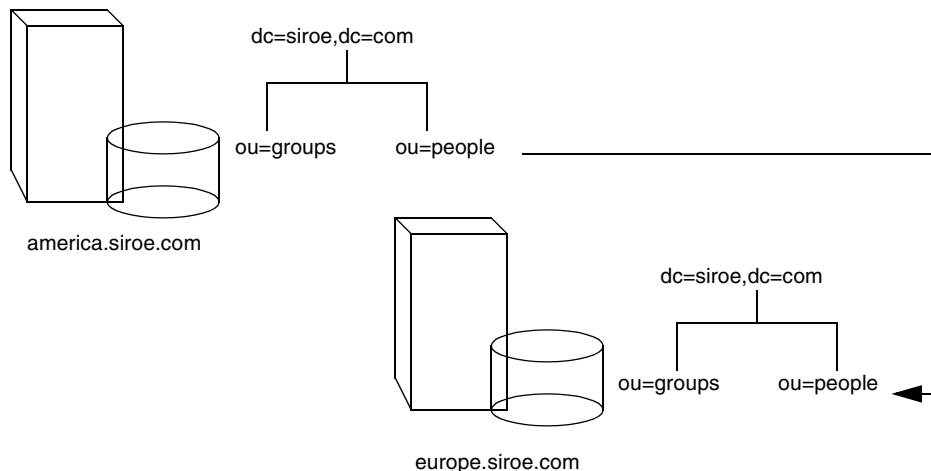 dc=siroe,dc=com
ou=groups
ou=people
america.siroe.com
dc=siroe,dc=com
ou=groups
ou=people
europe.siroe.com